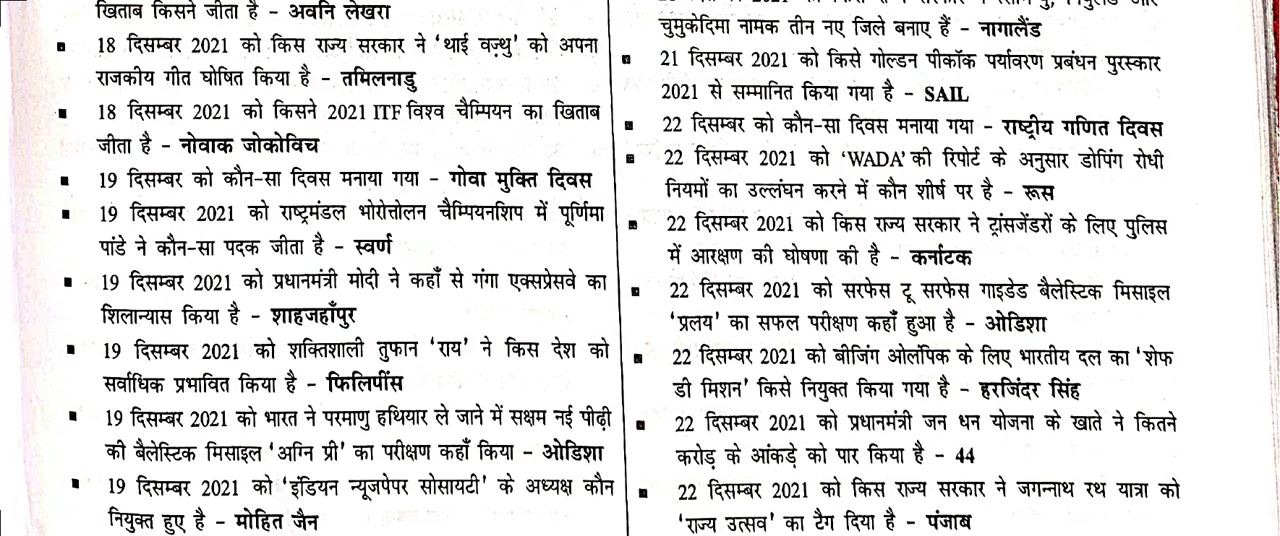 खिताब किसने जीता है – अवनि लेखरा
▪ 18 दिसम्बर 2021 को किस राज्य सरकार ने ‘थाई वज़्थु’ को अपना
राजकीय गीत घोषित किया है – तमिलनाडु
▪ 18 दिसम्बर 2021 को किसने 2021 ITF विश्व चैम्पियन का खिताब
जीता है – नोवाक जोकोविच
▪ 19 दिसम्बर को कौन-सा दिवस मनाया गया – गोवा मुक्ति दिवस
▪ 19 दिसम्बर 2021 को राष्ट्रमंडल भोरोत्तोलन चैम्पियनशिप में पूर्णिमा
पांडे ने कौन-सा पदक जीता है – स्वर्ण
▪ 19 दिसम्बर 2021 को प्रधानमंत्री मोदी ने कहाँ से गंगा एक्सप्रेसवे का
शिलान्यास किया है – शाहजहाँपुर
▪ 19 दिसम्बर 2021 को शक्तिशाली तुफान ‘राय’ ने किस देश को
सर्वाधिक प्रभावित किया है – फिलिपींस
▪ 19 दिसम्बर 2021 को भारत ने परमाणु हथियार ले जाने में सक्षम नई पीढ़ी
की बैलेस्टिक मिसाइल ‘अग्नि प्री’ का परीक्षण कहाँ किया – ओडिशा
▪ 19 दिसम्बर 2021 को ‘इंडियन न्यूजपेपर सोसायटी’ के अध्यक्ष कौन
नियुक्त हुए है – मोहित जैन
चुमुकेदिमा नामक तीन नए जिले बनाए हैं – नागालैंड
▪ 21 दिसम्बर 2021 को किसे गोल्डन पीकॉक पर्यावरण प्रबंधन पुरस्कार
2021 से सम्मानित किया गया है – SAIL
▪ 22 दिसम्बर को कौन-सा दिवस मनाया गया – राष्ट्रीय गणित दिवस
▪ 22 दिसम्बर 2021 को ‘WADA’ की रिपोर्ट के अनुसार डोपिंग रोधी
नियमों का उल्लंघन करने में कौन शीर्ष पर है – रूस
▪ 22 दिसम्बर 2021 को किस राज्य सरकार ने ट्रांसजेंडरों के लिए पुलिस
में आरक्षण की घोषणा की है – कर्नाटक
▪ 22 दिसम्बर 2021 को सरफेस टू सरफेस गाइडेड बैलेस्टिक मिसाइल
‘प्रलय’ का सफल परीक्षण कहाँ हुआ है – ओडिशा
▪ 22 दिसम्बर 2021 को बीजिंग ओलंपिक के लिए भारतीय दल का ‘शेफ
डी मिशन’ किसे नियुक्त किया गया है – हरजिंदर सिंह
▪ 22 दिसम्बर 2021 को प्रधानमंत्री जन धन योजना के खाते ने कितने
करोड़ के आंकड़े को पार किया है – 44
▪ 22 दिसम्बर 2021 को किस राज्य सरकार ने जगन्नाथ रथ यात्रा को
‘राज्य उत्सव’ का टैग दिया है – पंजाब